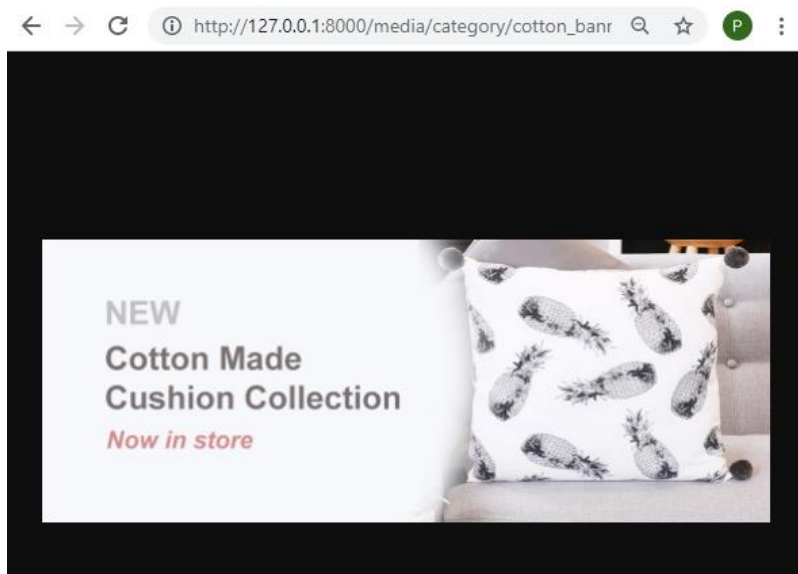 http://127.0.0.1:8000/media/category/cotton_banr
P
NEW
Cotton Made
Cushion Collection
Now in store